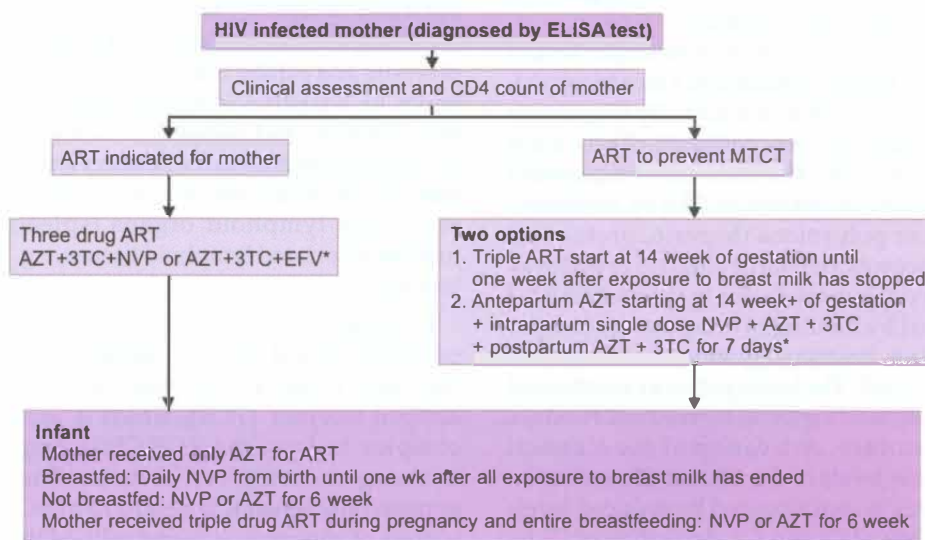 HIV infected mother (diagnosed by ELISA test)
Clinical assessment and CD4 count of mother
ART indicated for mother
ART to prevent MTCT
Three drug ART
AZT+3TC+NVP or AZT+3TC+EFV*
Two options
1. Triple ART start at 14 week of gestation until
one week after exposure to breast milk has stopped
2. Antepartum AZT starting at 14 week+ of gestation
+ intrapartum single dose NVP + AZT + 3TC
+ postpartum AZT + 3TC for 7 days*
Infant
Mother received only AZT for ART
Breastfed: Daily NVP from birth until one wk after all exposure to breast milk has ended
Not breastfed: NVP or AZT for 6 week
Mother received triple drug ART during pregnancy and entire breastfeeding: NVP or AZT for 6 week